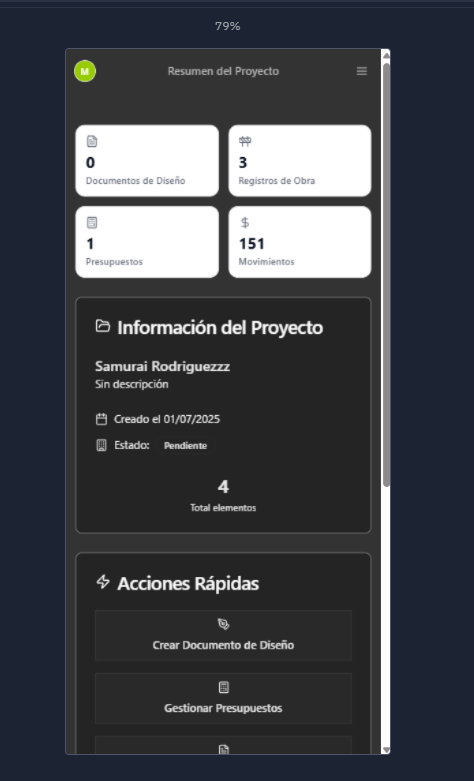 79%
M
Resumen del Proyecto
0
Documentos de Diseño
3
Registros de Obra
1
Presupuestos
151
Movimientos
Información del Proyecto
Samurai Rodriguezzz
Sin descripción
Creado el 01/07/2025
Estado: Pendiente
4
Total elementos
Acciones Rápidas
Crear Documento de Diseño
Gestionar Presupuestos